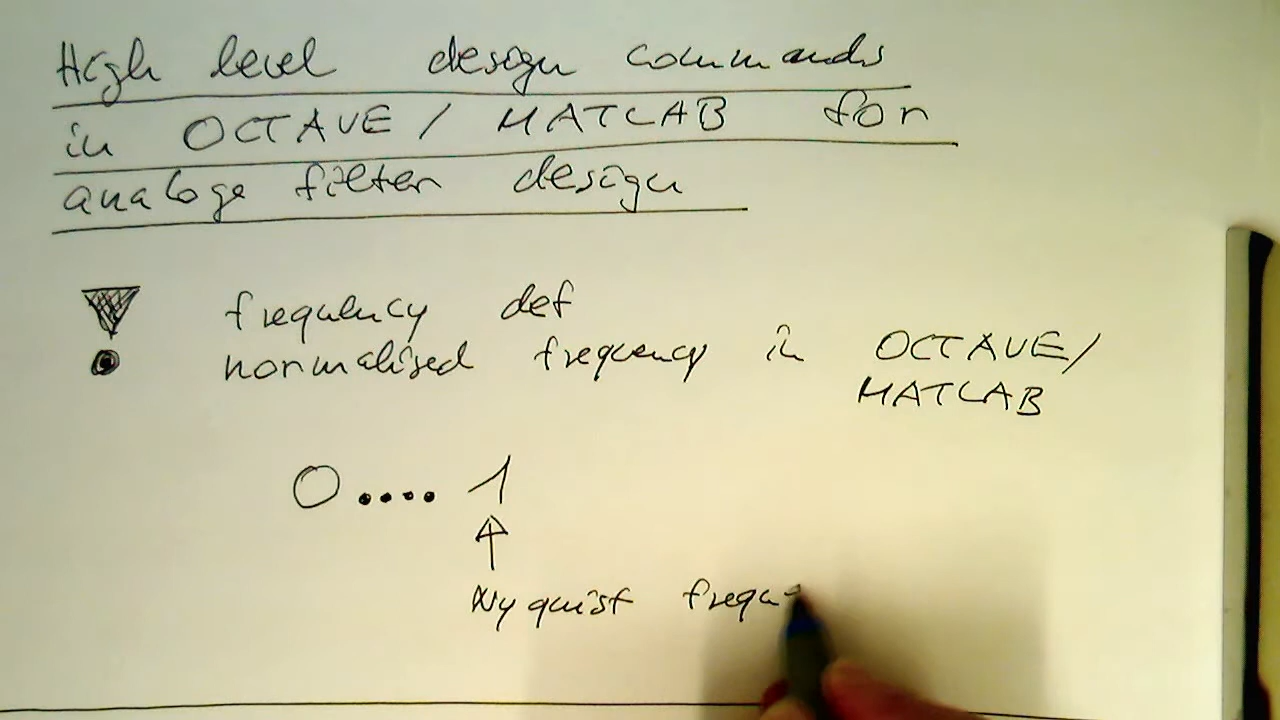 High level design commands
in OCTAVE / MATLAB for
analoge filter design
frequency def
normalised frequency in OCTAVE/
MATLAB
0 .... 1
↑
Nyquist freque